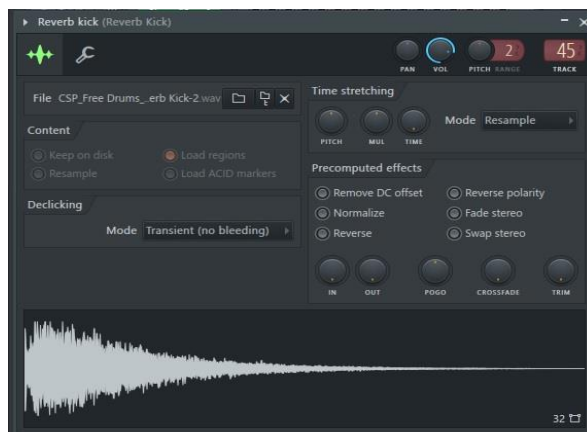 Reverb kick (Reverb Kick)
PAN VOL PITCH RANGE 2 45 TRACK
File CSP_Free Drums_..erb Kick-2.wav
Content
Keep on disk Load regions
Resample Load ACID markers
Declicking
Mode Transient (no bleeding)
Time stretching
PITCH MUL TIME Mode Resample
Precomputed effects
Remove DC offset Reverse polarity
Normalize Fade stereo
Reverse Swap stereo
IN OUT POGO CROSSFADE TRIM
32